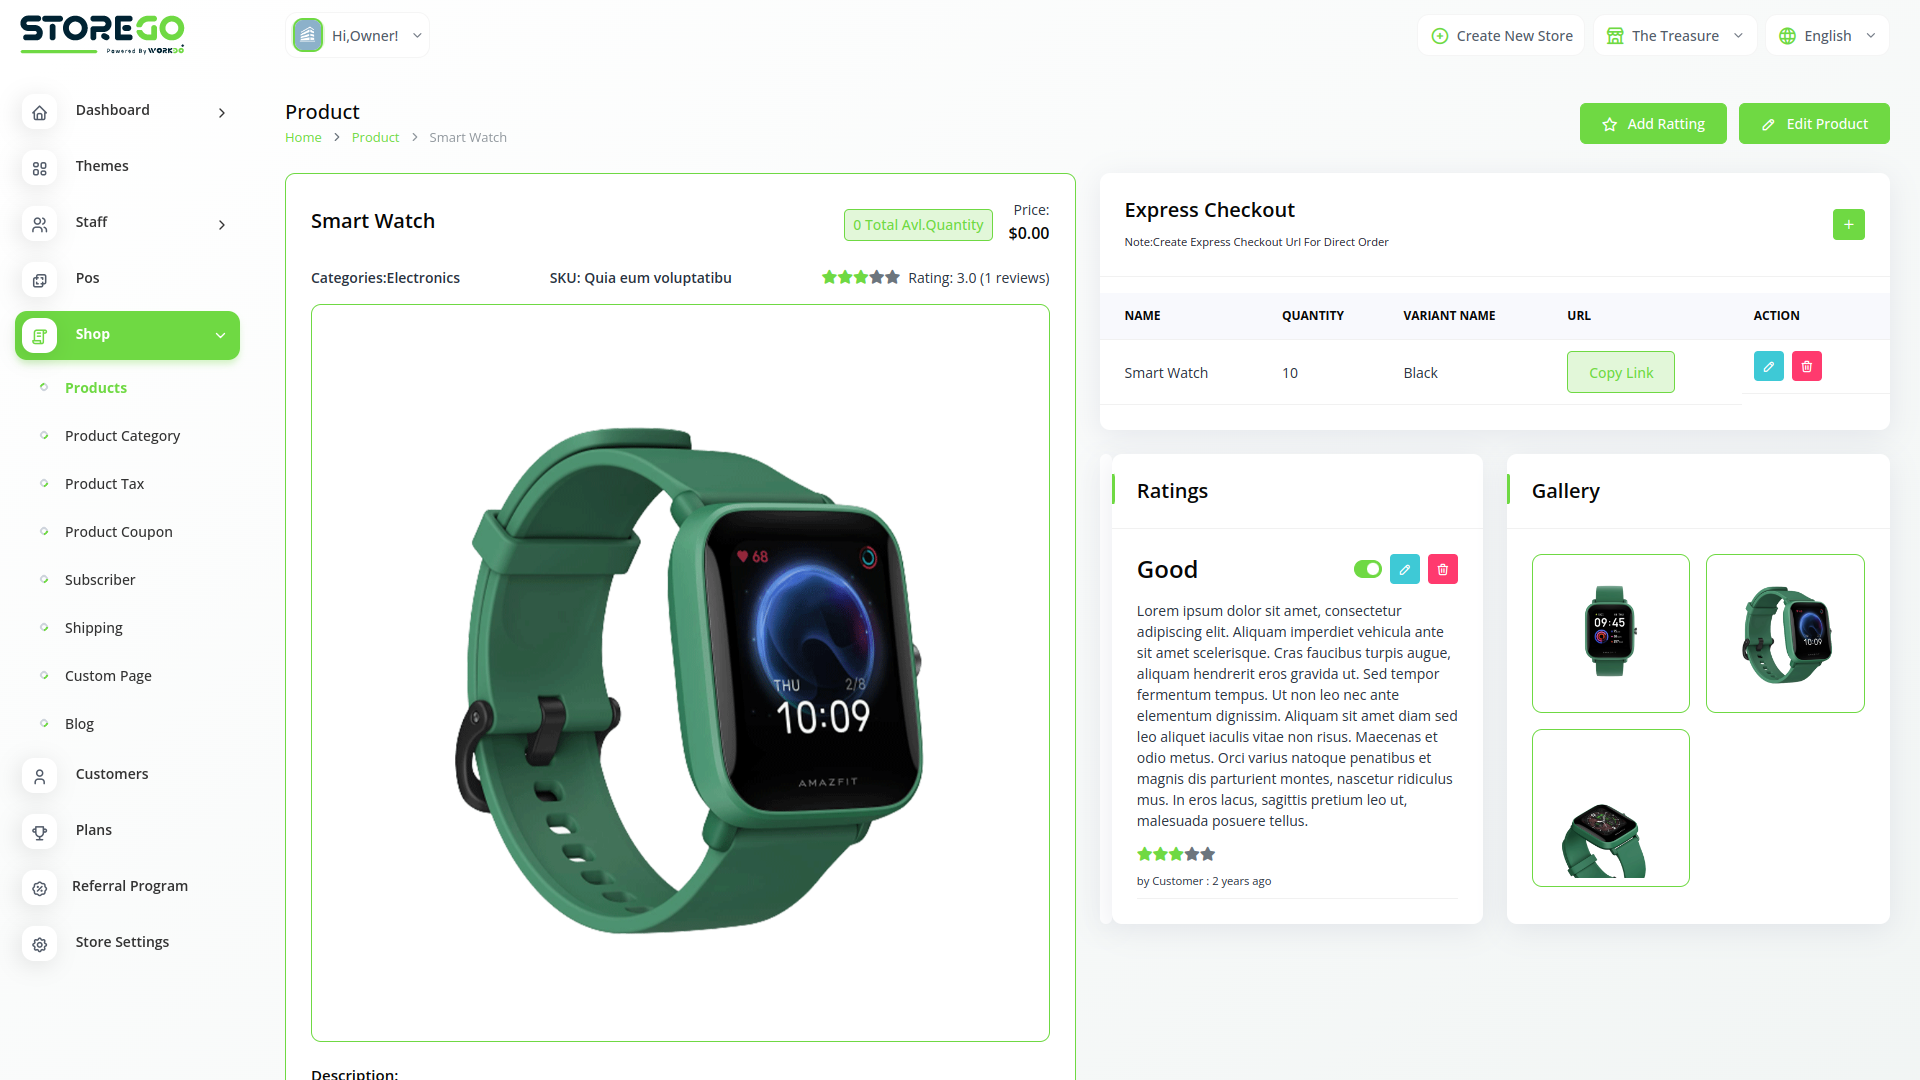 STOREGO
Powered By WORKDO
Hi,Owner!
Create New Store
The Treasure
English
Dashboard
Themes
Staff
Pos
Shop
Products
Product Category
Product Tax
Product Coupon
Subscriber
Shipping
Custom Page
Blog
Customers
Plans
Referral Program
Store Settings
Product
Home > Product > Smart Watch
Add Ratting
Edit Product
Smart Watch
0 Total Avl.Quantity
Price:
$0.00
Categories:Electronics
SKU: Quia eum voluptatibu
Rating: 3.0 (1 reviews)
68
THU 2/8
10:09
AMAZFIT
Description:
Express Checkout
Note:Create Express Checkout Url For Direct Order
NAME QUANTITY VARIANT NAME URL ACTION
Smart Watch 10 Black Copy Link
Ratings
Good
Lorem ipsum dolor sit amet, consectetur
adipiscing elit. Aliquam imperdiet vehicula ante
sit amet scelerisque. Cras faucibus turpis augue,
aliquam hendrerit eros gravida ut. Sed tempor
fermentum tempus. Ut non leo nec ante
elementum dignissim. Aliquam sit amet diam sed
leo aliquet iaculis vitae non risus. Maecenas et
odio metus. Orci varius natoque penatibus et
magnis dis parturient montes, nascetur ridiculus
mus. In eros lacus, sagittis pretium leo ut,
malesuada posuere tellus.
by Customer : 2 years ago
Gallery
09:45
10:09